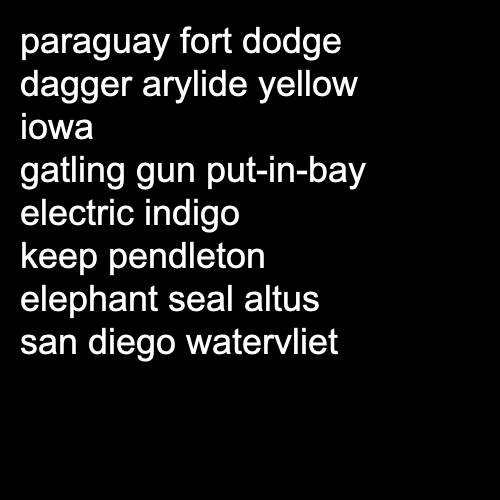 paraguay fort dodge
dagger arylide yellow
iowa
gatling gun put-in-bay
electric indigo
keep pendleton
elephant seal altus
san diego watervliet